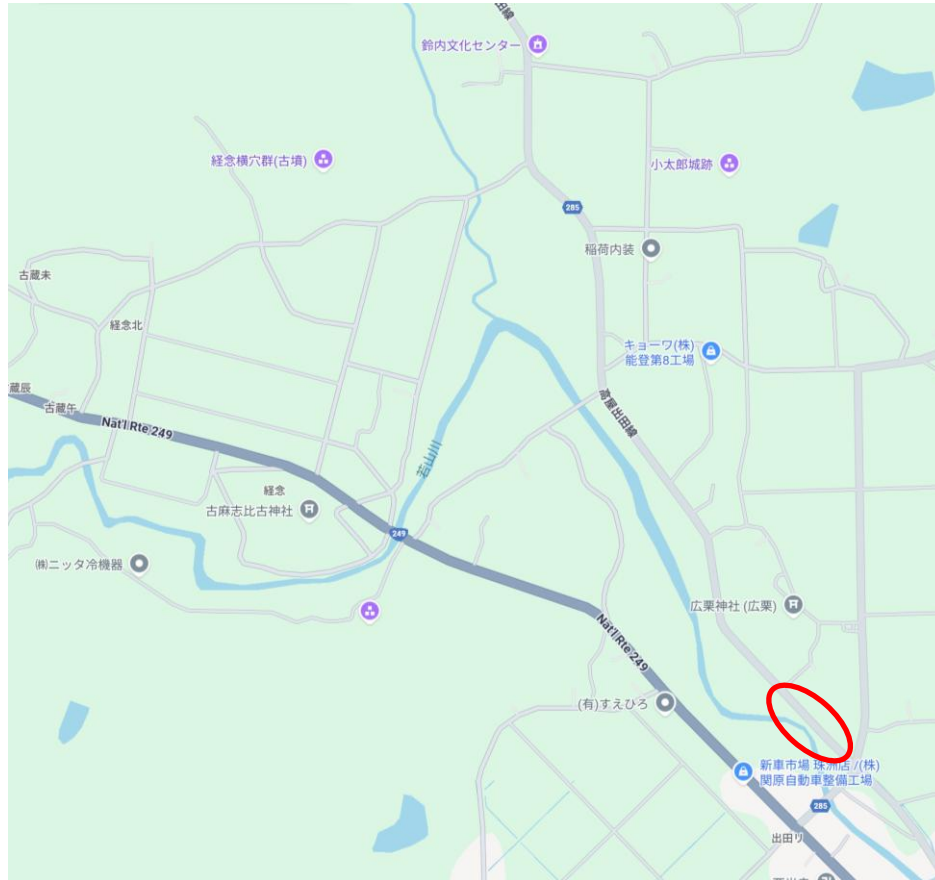 田線
鈴内文化センター
経念横穴群(古墳)
小太郎城跡
285
稲荷内装
古蔵未
経念北
キョーワ(株)
能登第8工場
蔵辰
古蔵午
高屋出田線
Nat'l Rte 249
若山川
経念
古麻志比古神社
249
㈱ニッタ冷機器
広栗神社 (広栗)
Nat'l Rte 249
(有)すえひろ
新車市場 珠洲店 /(株)
関原自動車整備工場
285
出田リ